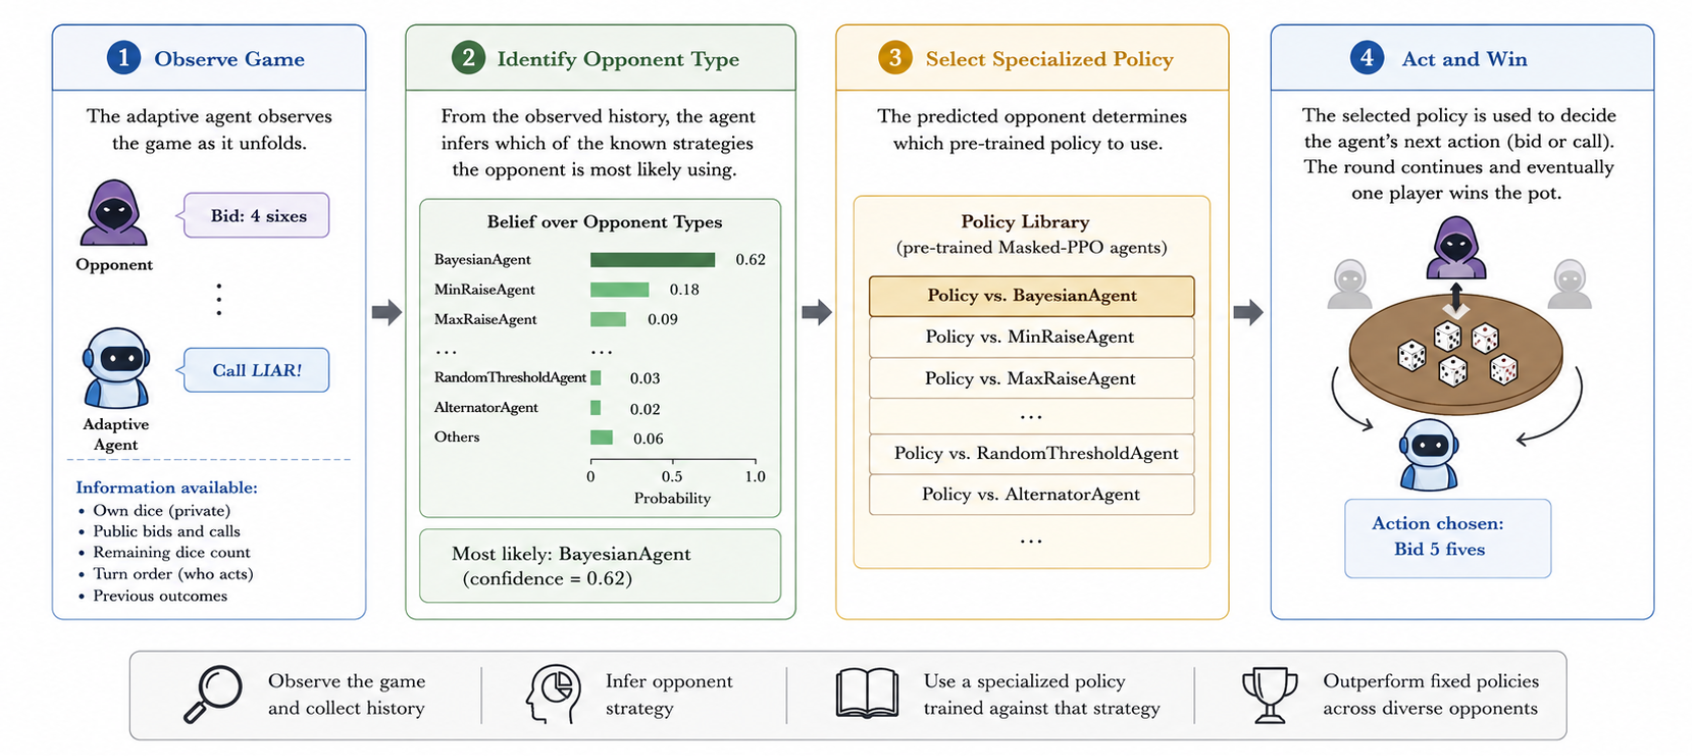 1 Observe Game
The adaptive agent observes
the game as it unfolds.
Bid: 4 sixes
Opponent
⋮
Call LIAR!
Adaptive
Agent
Information available:
• Own dice (private)
• Public bids and calls
• Remaining dice count
• Turn order (who acts)
• Previous outcomes
2 Identify Opponent Type
From the observed history, the agent
infers which of the known strategies
the opponent is most likely using.
Belief over Opponent Types
BayesianAgent 0.62
MinRaiseAgent 0.18
MaxRaiseAgent 0.09
... ...
RandomThresholdAgent 0.03
AlternatorAgent 0.02
Others 0.06
0 0.5 1.0
Probability
Most likely: BayesianAgent
(confidence = 0.62)
3 Select Specialized Policy
The predicted opponent determines
which pre-trained policy to use.
Policy Library
(pre-trained Masked-PPO agents)
Policy vs. BayesianAgent
Policy vs. MinRaiseAgent
Policy vs. MaxRaiseAgent
...
Policy vs. RandomThresholdAgent
Policy vs. AlternatorAgent
...
4 Act and Win
The selected policy is used to decide
the agent's next action (bid or call).
The round continues and eventually
one player wins the pot.
Action chosen:
Bid 5 fives
Observe the game
and collect history
Infer opponent
strategy
Use a specialized policy
trained against that strategy
Outperform fixed policies
across diverse opponents